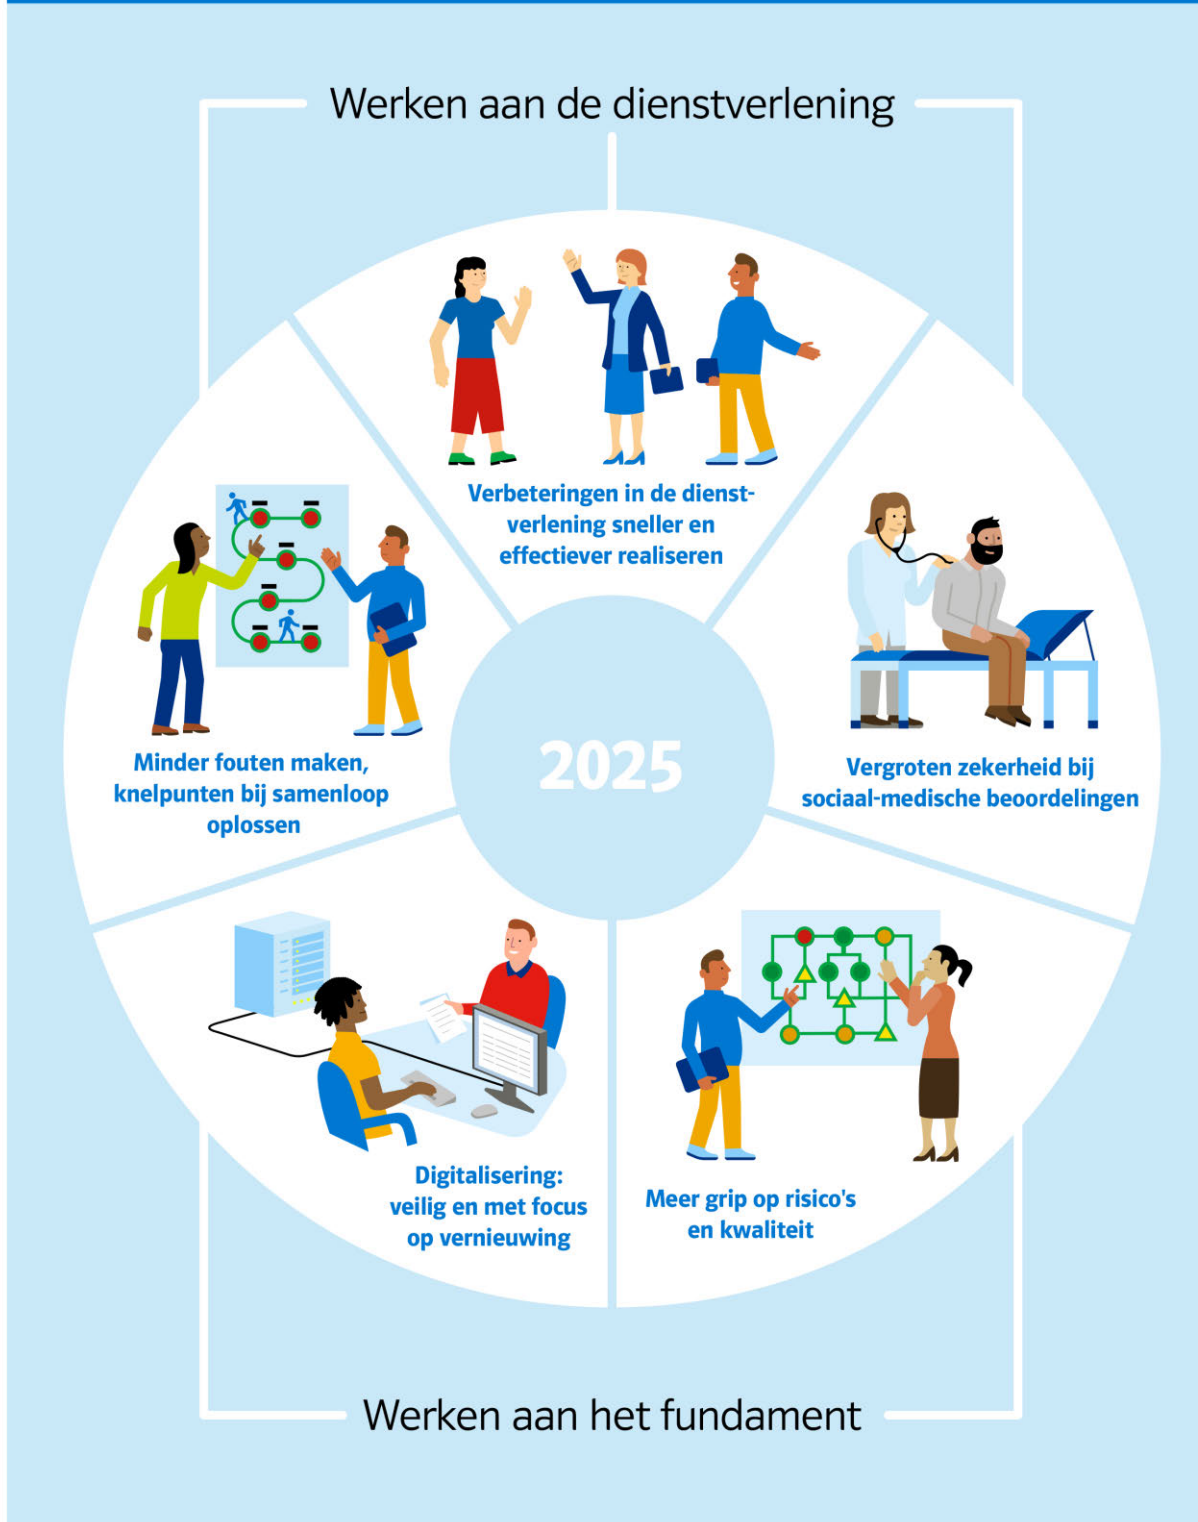 Werken aan de dienstverlening
Verbeteringen in de dienst-
verlening sneller en
effectiever realiseren
Minder fouten maken,
knelpunten bij samenloop
oplossen
2025
Vergroten zekerheid bij
sociaal-medische beoordelingen
Digitalisering:
veilig en met focus
op vernieuwing
Meer grip op risico's
en kwaliteit
Werken aan het fundament